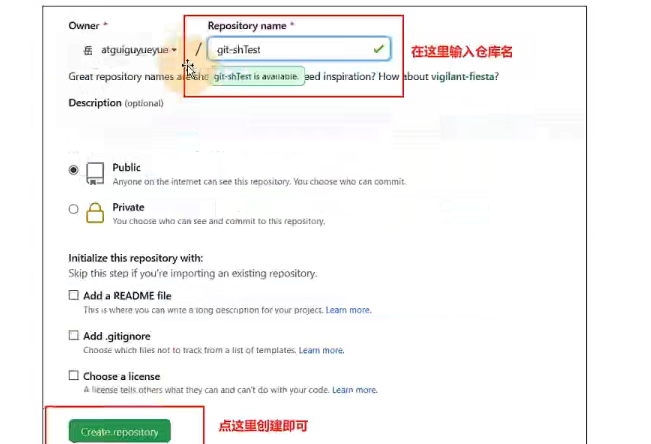 Owner * Repository name *
岳 atguiguyueyue / git-shTest 在这里输入仓库名
Great repository names are sho git-shTest is available. eed inspiration? How about vigilant-fiesta?
Description (optional)
Public
Anyone on the internet can see this repository. You choose who can commit.
Private
You choose who can see and commit to this repository.
Initialize this repository with:
Skip this step if you're importing an existing repository.
Add a README file
This is where you can write a long description for your project. Learn more.
Add .gitignore
Choose which files not to track from a list of templates. Learn more.
Choose a license
A license tells others what they can and can't do with your code. Learn more.
Create repository 点这里创建即可